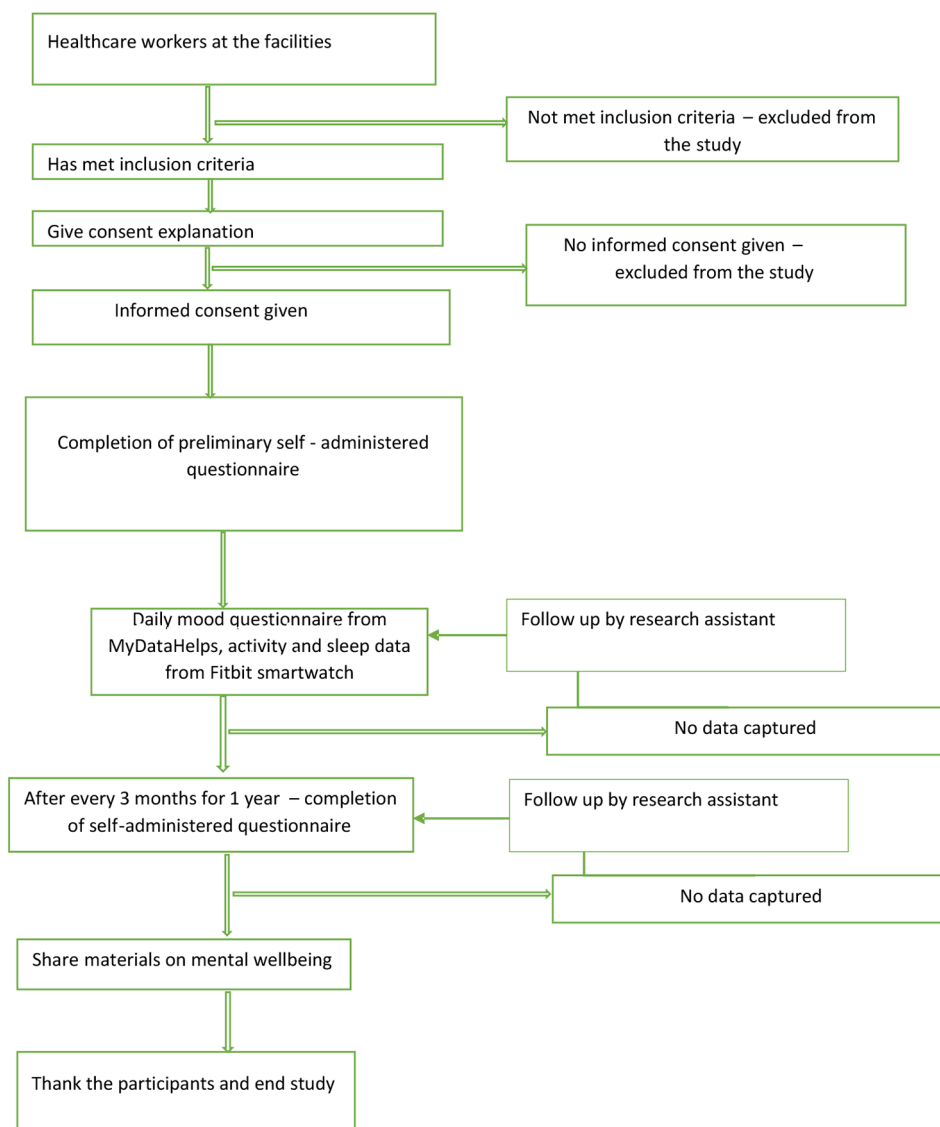 Healthcare workers at the facilities
Not met inclusion criteria – excluded from
the study
Has met inclusion criteria
Give consent explanation
No informed consent given –
excluded from the study
Informed consent given
Completion of preliminary self - administered
questionnaire
Daily mood questionnaire from
MyDataHelps, activity and sleep data
from Fitbit smartwatch
Follow up by research assistant
No data captured
After every 3 months for 1 year – completion
of self-administered questionnaire
Follow up by research assistant
No data captured
Share materials on mental wellbeing
Thank the participants and end study